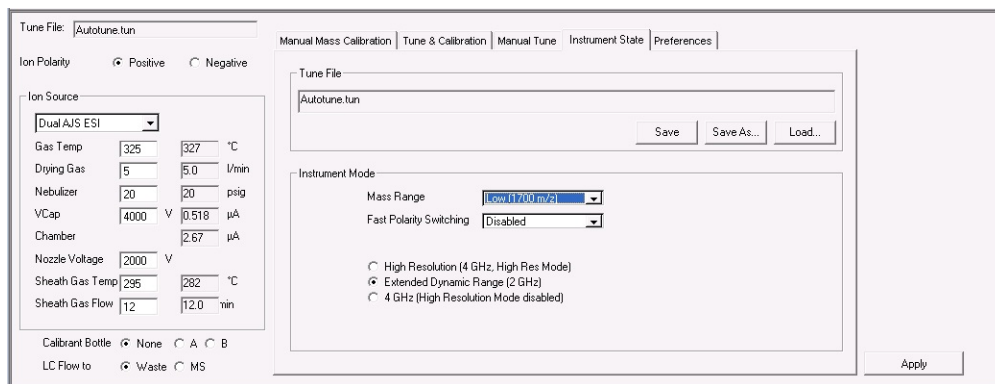 Tune File: Autotune.tun
Ion Polarity Positive Negative
Ion Source
Dual AJS ESI
Gas Temp 325 327 °C
Drying Gas 5 5.0 l/min
Nebulizer 20 20 psig
VCap 4000 V 0.518 µA
Chamber 2.67 µA
Nozzle Voltage 2000 V
Sheath Gas Temp 295 282 °C
Sheath Gas Flow 12 12.0 min
Calibrant Bottle None A B
LC Flow to Waste MS
Manual Mass Calibration Tune & Calibration Manual Tune Instrument State Preferences
Tune File
Autotune.tun
Save Save As... Load...
Instrument Mode
Mass Range Low (1700 m/z)
Fast Polarity Switching Disabled
High Resolution (4 GHz, High Res Mode)
Extended Dynamic Range (2 GHz)
4 GHz (High Resolution Mode disabled)
Apply